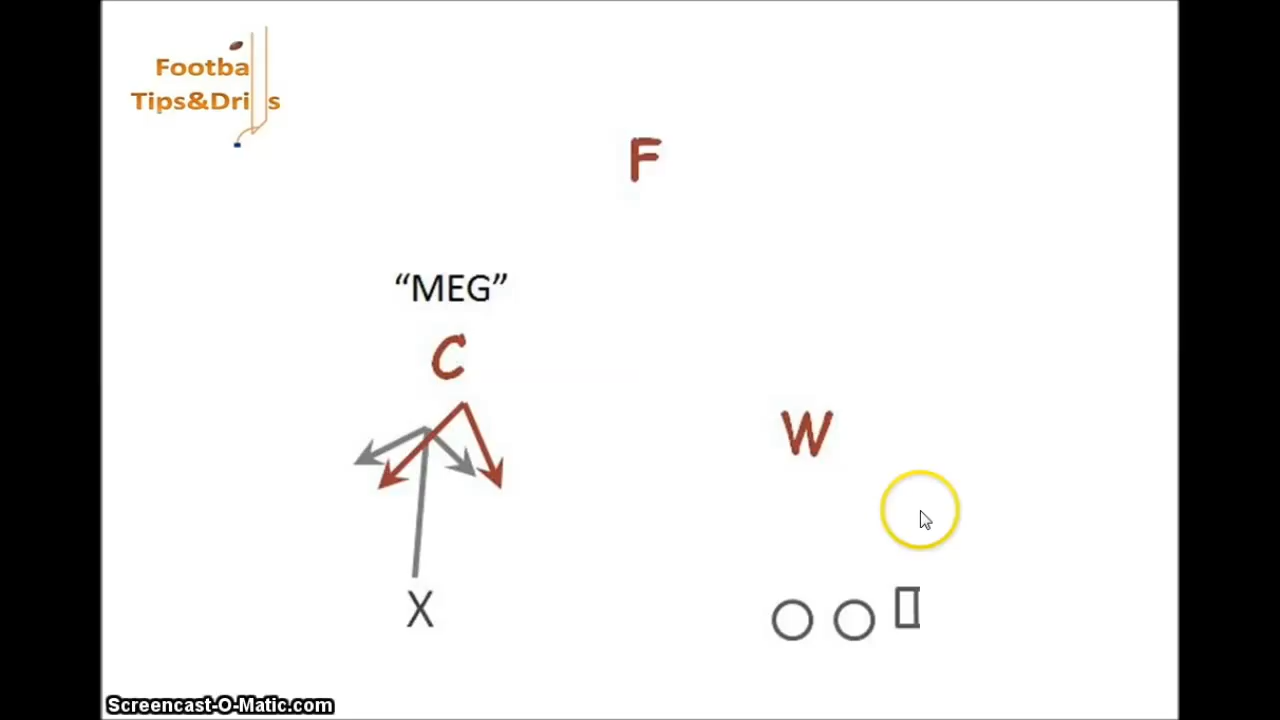 Footba
Tips&Dri s
F
“MEG”
C
W
X
Screencast-O-Matic.com